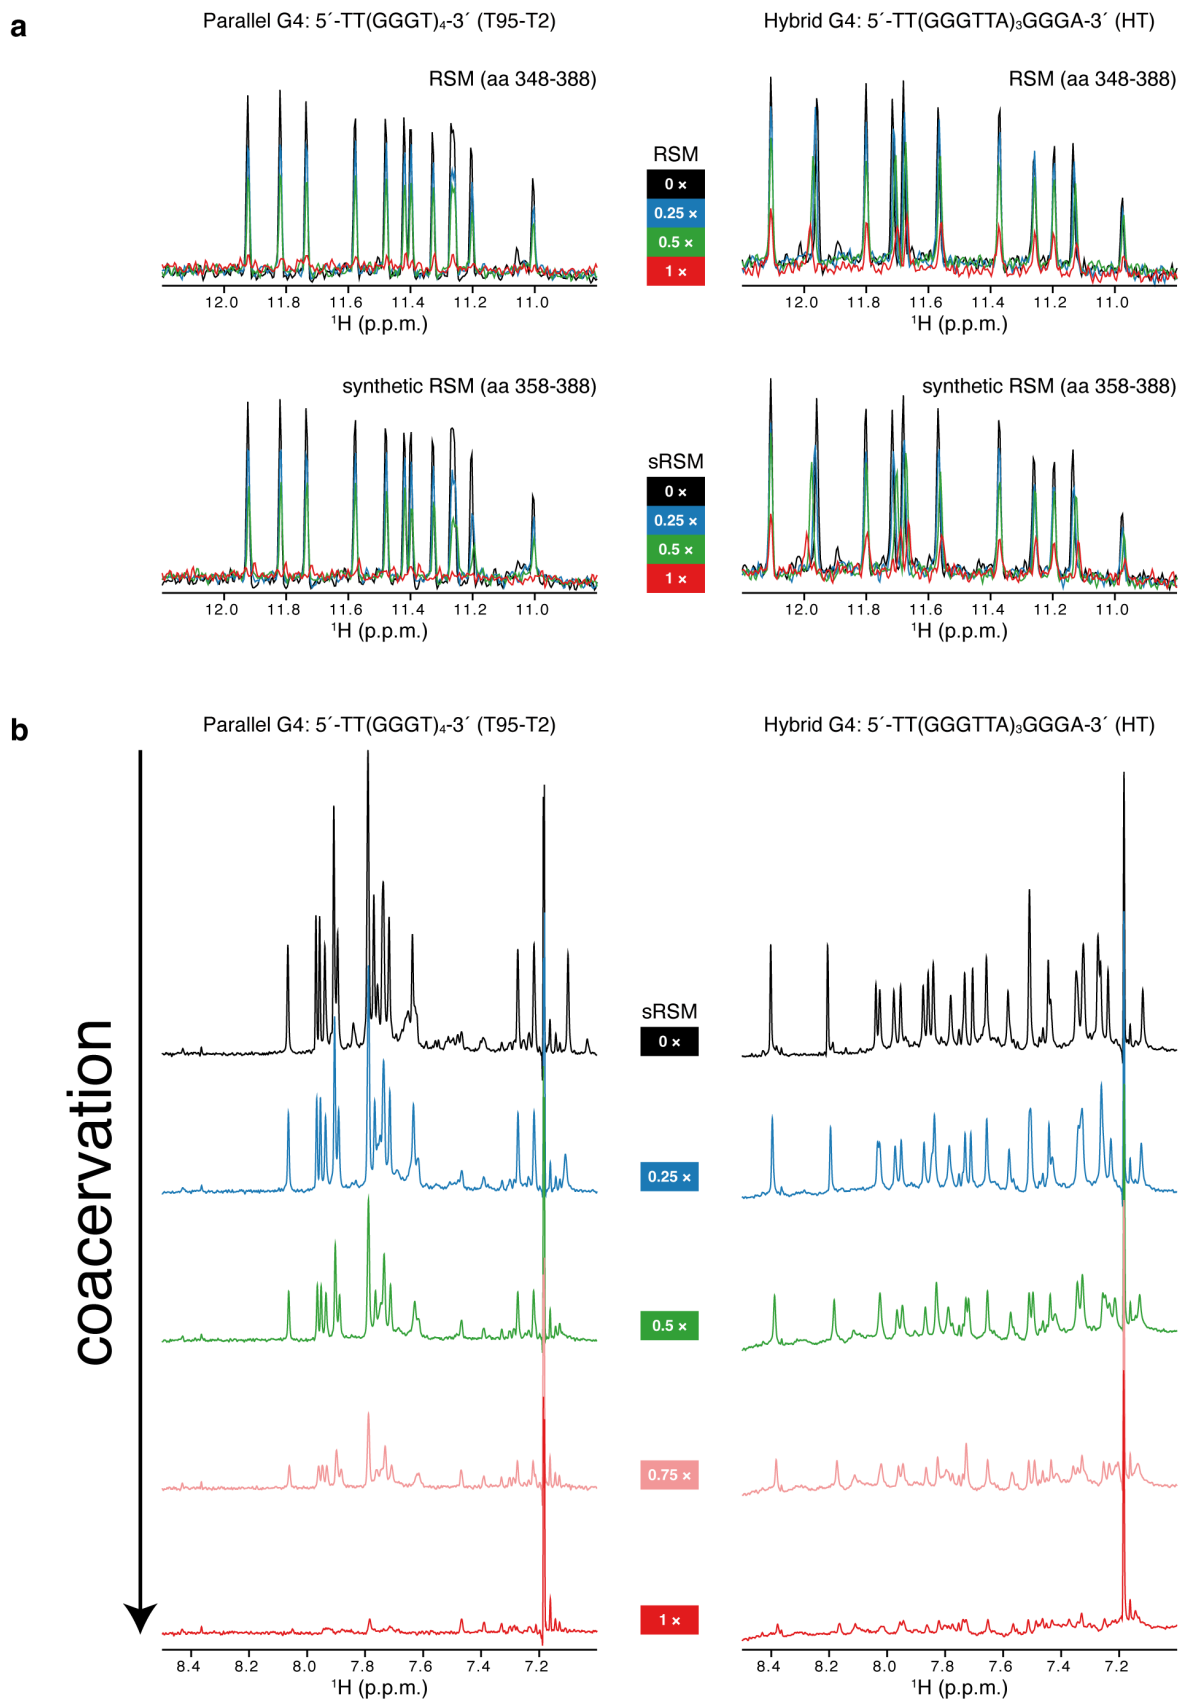 a
Parallel G4: 5´-TT(GGGT)₄-3´ (T95-T2)
Hybrid G4: 5´-TT(GGGTTA)₃GGGA-3´ (HT)
RSM (aa 348-388)
RSM (aa 348-388)
RSM
0 ×
0.25 ×
0.5 ×
1 ×
12.0 11.8 11.6 11.4 11.2 11.0
¹H (p.p.m.)
12.0 11.8 11.6 11.4 11.2 11.0
¹H (p.p.m.)
synthetic RSM (aa 358-388)
synthetic RSM (aa 358-388)
sRSM
0 ×
0.25 ×
0.5 ×
1 ×
12.0 11.8 11.6 11.4 11.2 11.0
¹H (p.p.m.)
12.0 11.8 11.6 11.4 11.2 11.0
¹H (p.p.m.)
b
Parallel G4: 5´-TT(GGGT)₄-3´ (T95-T2)
Hybrid G4: 5´-TT(GGGTTA)₃GGGA-3´ (HT)
coacervation
sRSM
0 ×
0.25 ×
0.5 ×
0.75 ×
1 ×
8.4 8.2 8.0 7.8 7.6 7.4 7.2
¹H (p.p.m.)
8.4 8.2 8.0 7.8 7.6 7.4 7.2
¹H (p.p.m.)